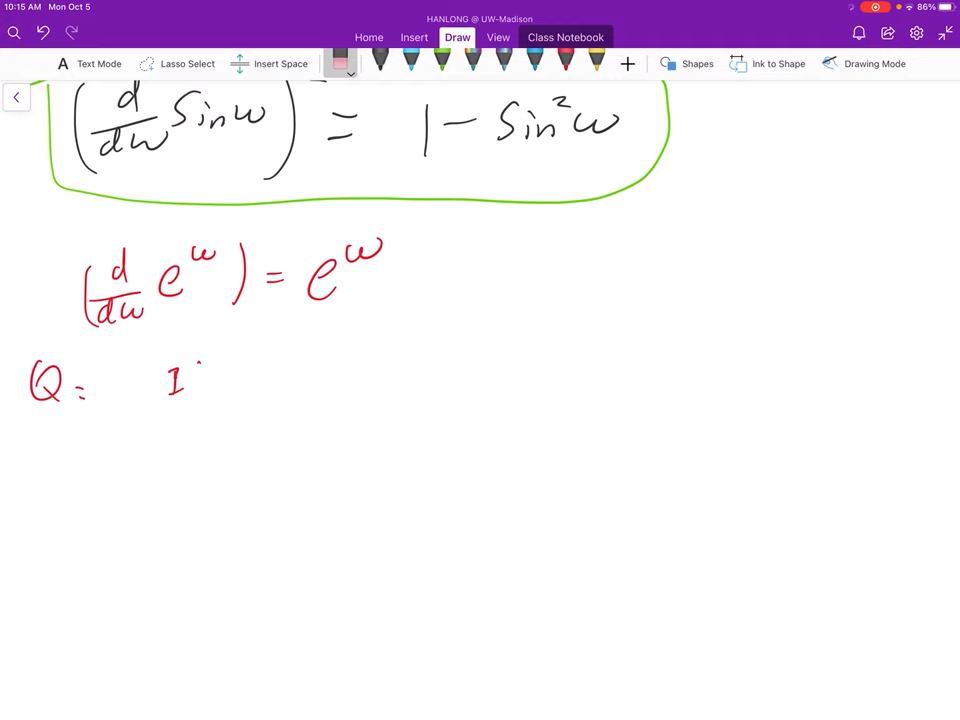 10:15 AM Mon Oct 5 86%
HANLONG @ UW-Madison
Home Insert Draw View Class Notebook
Text Mode Lasso Select Insert Space Shapes Ink to Shape Drawing Mode
(d/dw Sin w) = 1 - Sin²w
(d/dw e^w) = e^w
Q: I